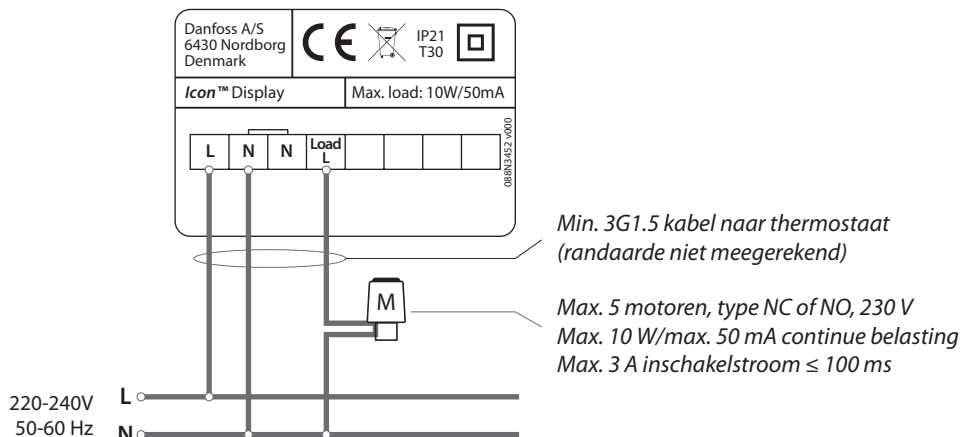 Danfoss A/S
6430 Nordborg
Denmark
CE
IP21
T30
Icon™ Display
Max. load: 10W/50mA
L N N Load L
088N3452 v000
Min. 3G1.5 kabel naar thermostaat
(randaarde niet meegerekend)
M
Max. 5 motoren, type NC of NO, 230 V
Max. 10 W/max. 50 mA continue belasting
Max. 3 A inschakelstroom ≤ 100 ms
220-240V
50-60 Hz
L
N